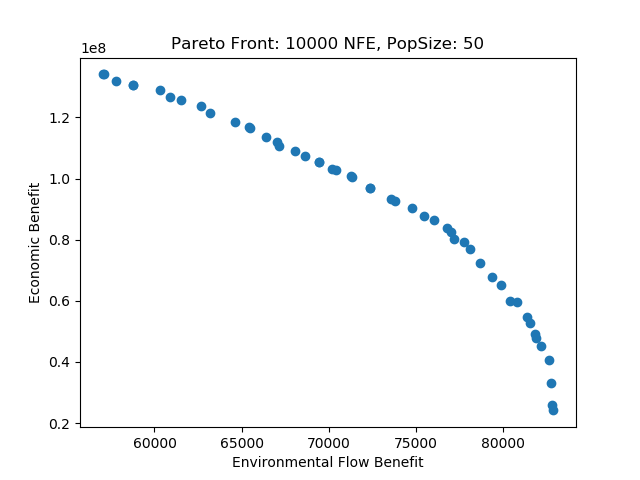 Pareto Front: 10000 NFE, PopSize: 50
1e8
1.2
1.0
0.8
0.6
0.4
0.2
Economic Benefit
60000 65000 70000 75000 80000
Environmental Flow Benefit